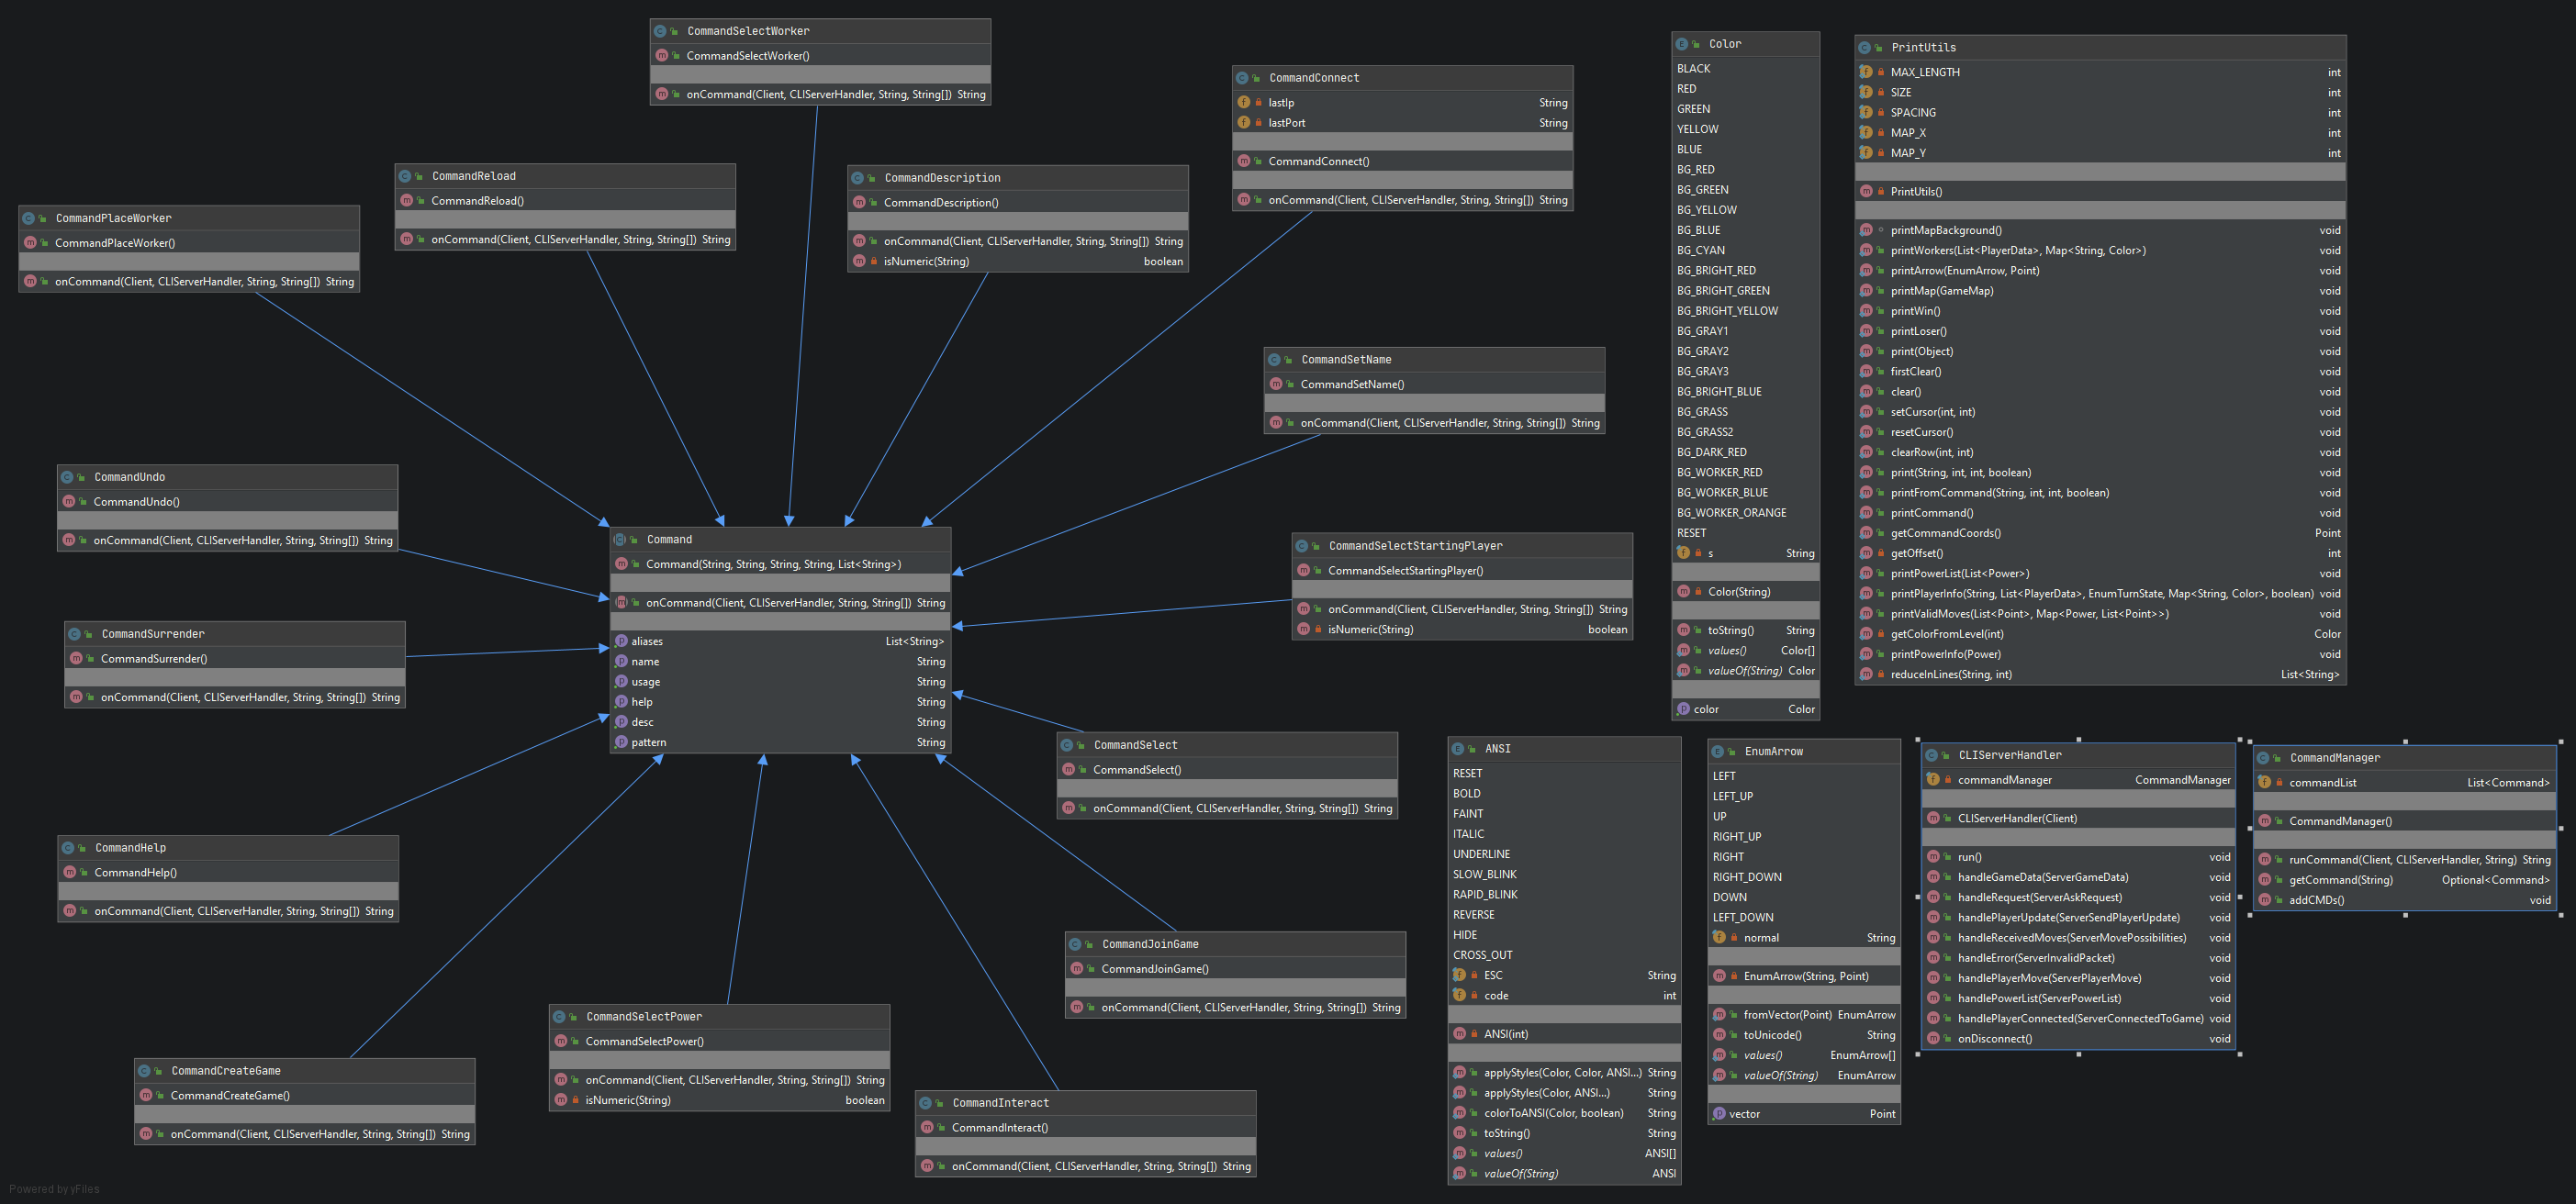 CommandSelectWorker
CommandSelectWorker()
onCommand(Client, CLIServerHandler, String, String[]) String
CommandReload
CommandReload()
onCommand(Client, CLIServerHandler, String, String[]) String
CommandPlaceWorker
CommandPlaceWorker()
onCommand(Client, CLIServerHandler, String, String[]) String
CommandDescription
CommandDescription()
onCommand(Client, CLIServerHandler, String, String[]) String
isNumeric(String) boolean
CommandConnect
lastIp String
lastPort String
CommandConnect()
onCommand(Client, CLIServerHandler, String, String[]) String
CommandSetName
CommandSetName()
onCommand(Client, CLIServerHandler, String, String[]) String
CommandUndo
CommandUndo()
onCommand(Client, CLIServerHandler, String, String[]) String
Command
Command(String, String, String, String, List<String>)
onCommand(Client, CLIServerHandler, String, String[]) String
aliases List<String>
name String
usage String
help String
desc String
pattern String
CommandSelectStartingPlayer
CommandSelectStartingPlayer()
onCommand(Client, CLIServerHandler, String, String[]) String
isNumeric(String) boolean
CommandSurrender
CommandSurrender()
onCommand(Client, CLIServerHandler, String, String[]) String
CommandSelect
CommandSelect()
onCommand(Client, CLIServerHandler, String, String[]) String
CommandHelp
CommandHelp()
onCommand(Client, CLIServerHandler, String, String[]) String
CommandJoinGame
CommandJoinGame()
onCommand(Client, CLIServerHandler, String, String[]) String
CommandSelectPower
CommandSelectPower()
onCommand(Client, CLIServerHandler, String, String[]) String
isNumeric(String) boolean
CommandCreateGame
CommandCreateGame()
onCommand(Client, CLIServerHandler, String, String[]) String
CommandInteract
CommandInteract()
onCommand(Client, CLIServerHandler, String, String[]) String
Color
BLACK
RED
GREEN
YELLOW
BLUE
BG_RED
BG_GREEN
BG_YELLOW
BG_BLUE
BG_CYAN
BG_BRIGHT_RED
BG_BRIGHT_GREEN
BG_BRIGHT_YELLOW
BG_GRAY1
BG_GRAY2
BG_GRAY3
BG_BRIGHT_BLUE
BG_GRASS
BG_GRASS2
BG_DARK_RED
BG_WORKER_RED
BG_WORKER_BLUE
BG_WORKER_ORANGE
RESET
s String
Color(String)
toString() String
values() Color[]
valueOf(String) Color
color Color
PrintUtils
MAX_LENGTH int
SIZE int
SPACING int
MAP_X int
MAP_Y int
PrintUtils()
printMapBackground() void
printWorkers(List<PlayerData>, Map<String, Color>) void
printArrow(EnumArrow, Point) void
printMap(GameMap) void
printWin() void
printLoser() void
print(Object) void
firstClear() void
clear() void
setCursor(int, int) void
resetCursor() void
clearRow(int, int) void
print(String, int, int, boolean) void
printFromCommand(String, int, int, boolean) void
printCommand() void
getCommandCoords() Point
getOffset() int
printPowerList(List<Power>) void
printPlayerInfo(String, List<PlayerData>, EnumTurnState, Map<String, Color>, boolean) void
printValidMoves(List<Point>, Map<Power, List<Point>>) void
getColorFromLevel(int) Color
printPowerInfo(Power) void
reduceInLines(String, int) List<String>
ANSI
RESET
BOLD
FAINT
ITALIC
UNDERLINE
SLOW_BLINK
RAPID_BLINK
REVERSE
HIDE
CROSS_OUT
ESC String
code int
ANSI(int)
applyStyles(Color, Color, ANSI...) String
applyStyles(Color, ANSI...) String
colorToANSI(Color, boolean) String
toString() String
values() ANSI[]
valueOf(String) ANSI
EnumArrow
LEFT
LEFT_UP
UP
RIGHT_UP
RIGHT
RIGHT_DOWN
DOWN
LEFT_DOWN
normal String
EnumArrow(String, Point)
fromVector(Point) EnumArrow
toUnicode() String
values() EnumArrow[]
valueOf(String) EnumArrow
vector Point
CLIServerHandler
commandManager CommandManager
CLIServerHandler(Client)
run() void
handleGameData(ServerGameData) void
handleRequest(ServerAskRequest) void
handlePlayerUpdate(ServerSendPlayerUpdate) void
handleReceivedMoves(ServerMovePossibilities) void
handleError(ServerInvalidPacket) void
handlePlayerMove(ServerPlayerMove) void
handlePowerList(ServerPowerList) void
handlePlayerConnected(ServerConnectedToGame) void
onDisconnect() void
CommandManager
commandList List<Command>
CommandManager()
runCommand(Client, CLIServerHandler, String) String
getCommand(String) Optional<Command>
addCMDs() void
Powered by yFiles